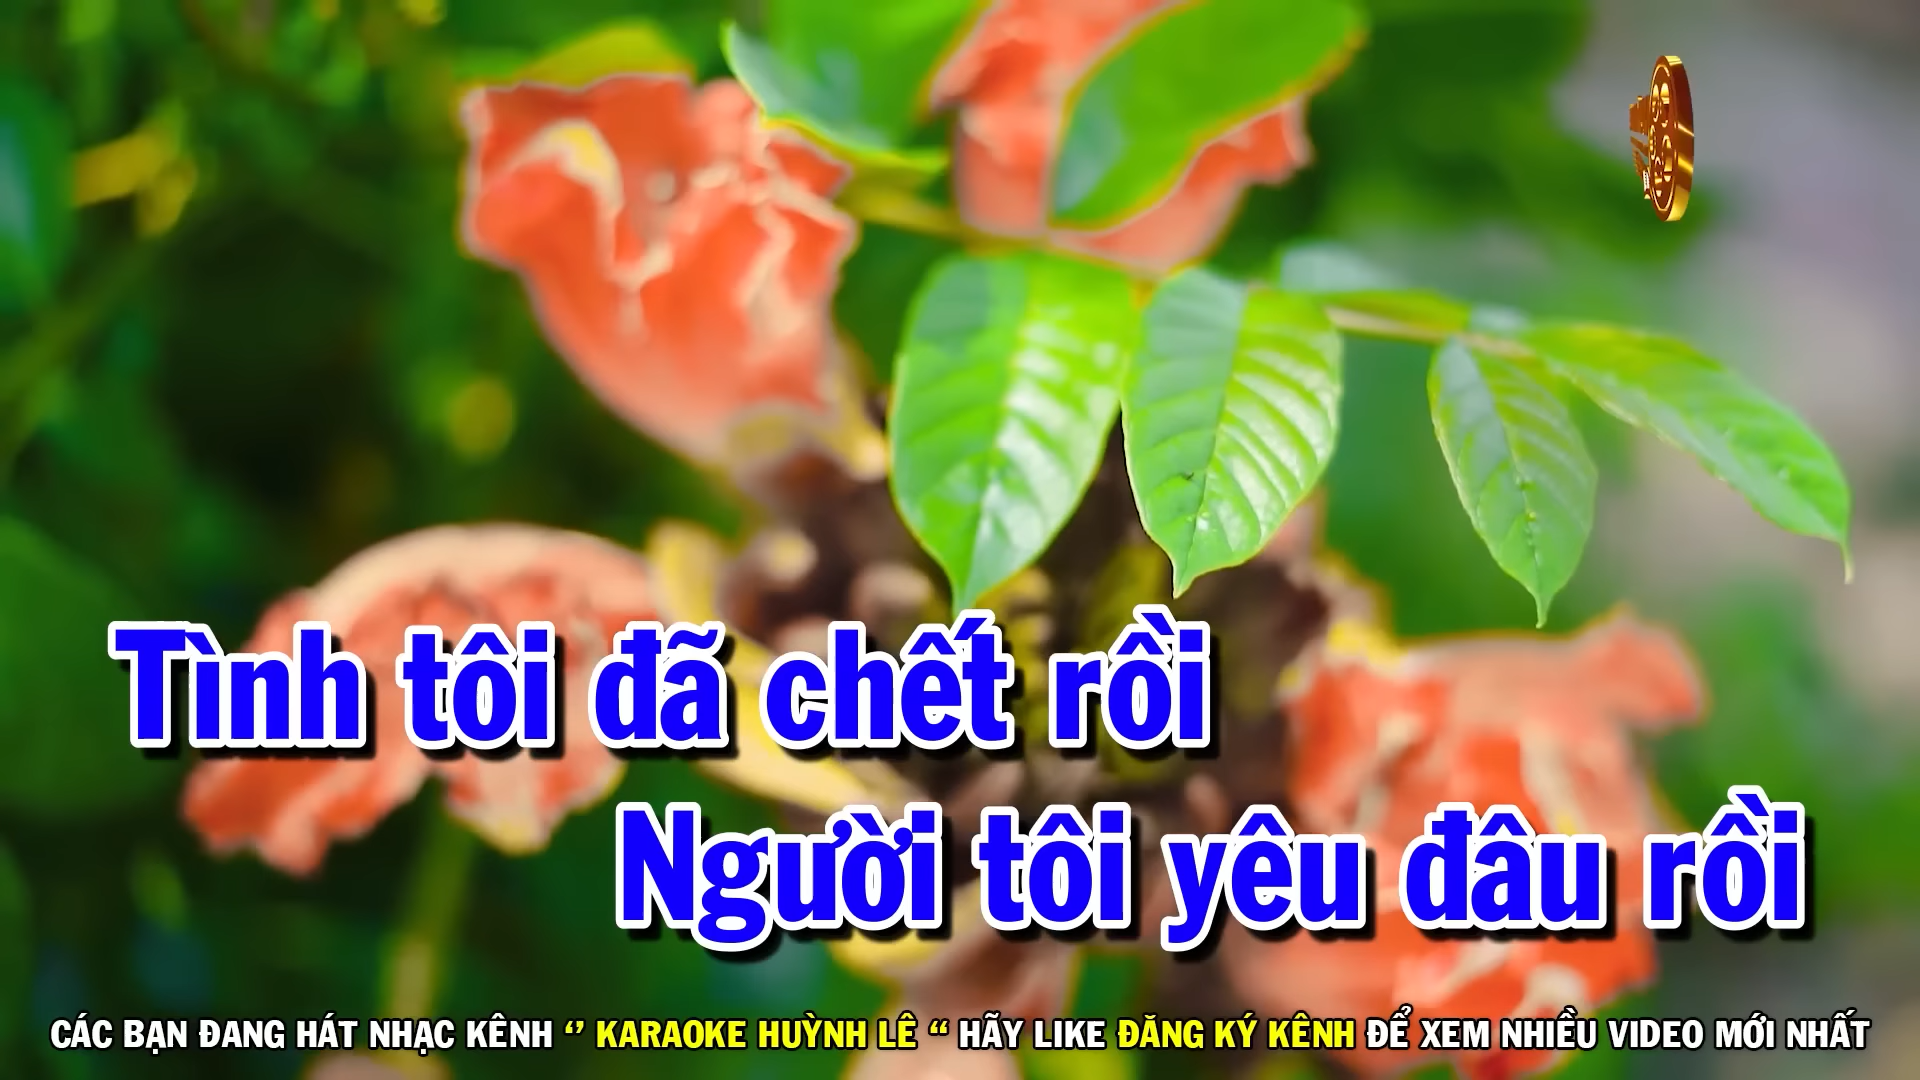 Tình tôi đã chết rồi
Người tôi yêu đâu rồi
CÁC BẠN ĐANG HÁT NHẠC KÊNH ‘’ KARAOKE HUỲNH LÊ “ HÃY LIKE ĐĂNG KÝ KÊNH ĐỂ XEM NHIỀU VIDEO MỚI NHẤT